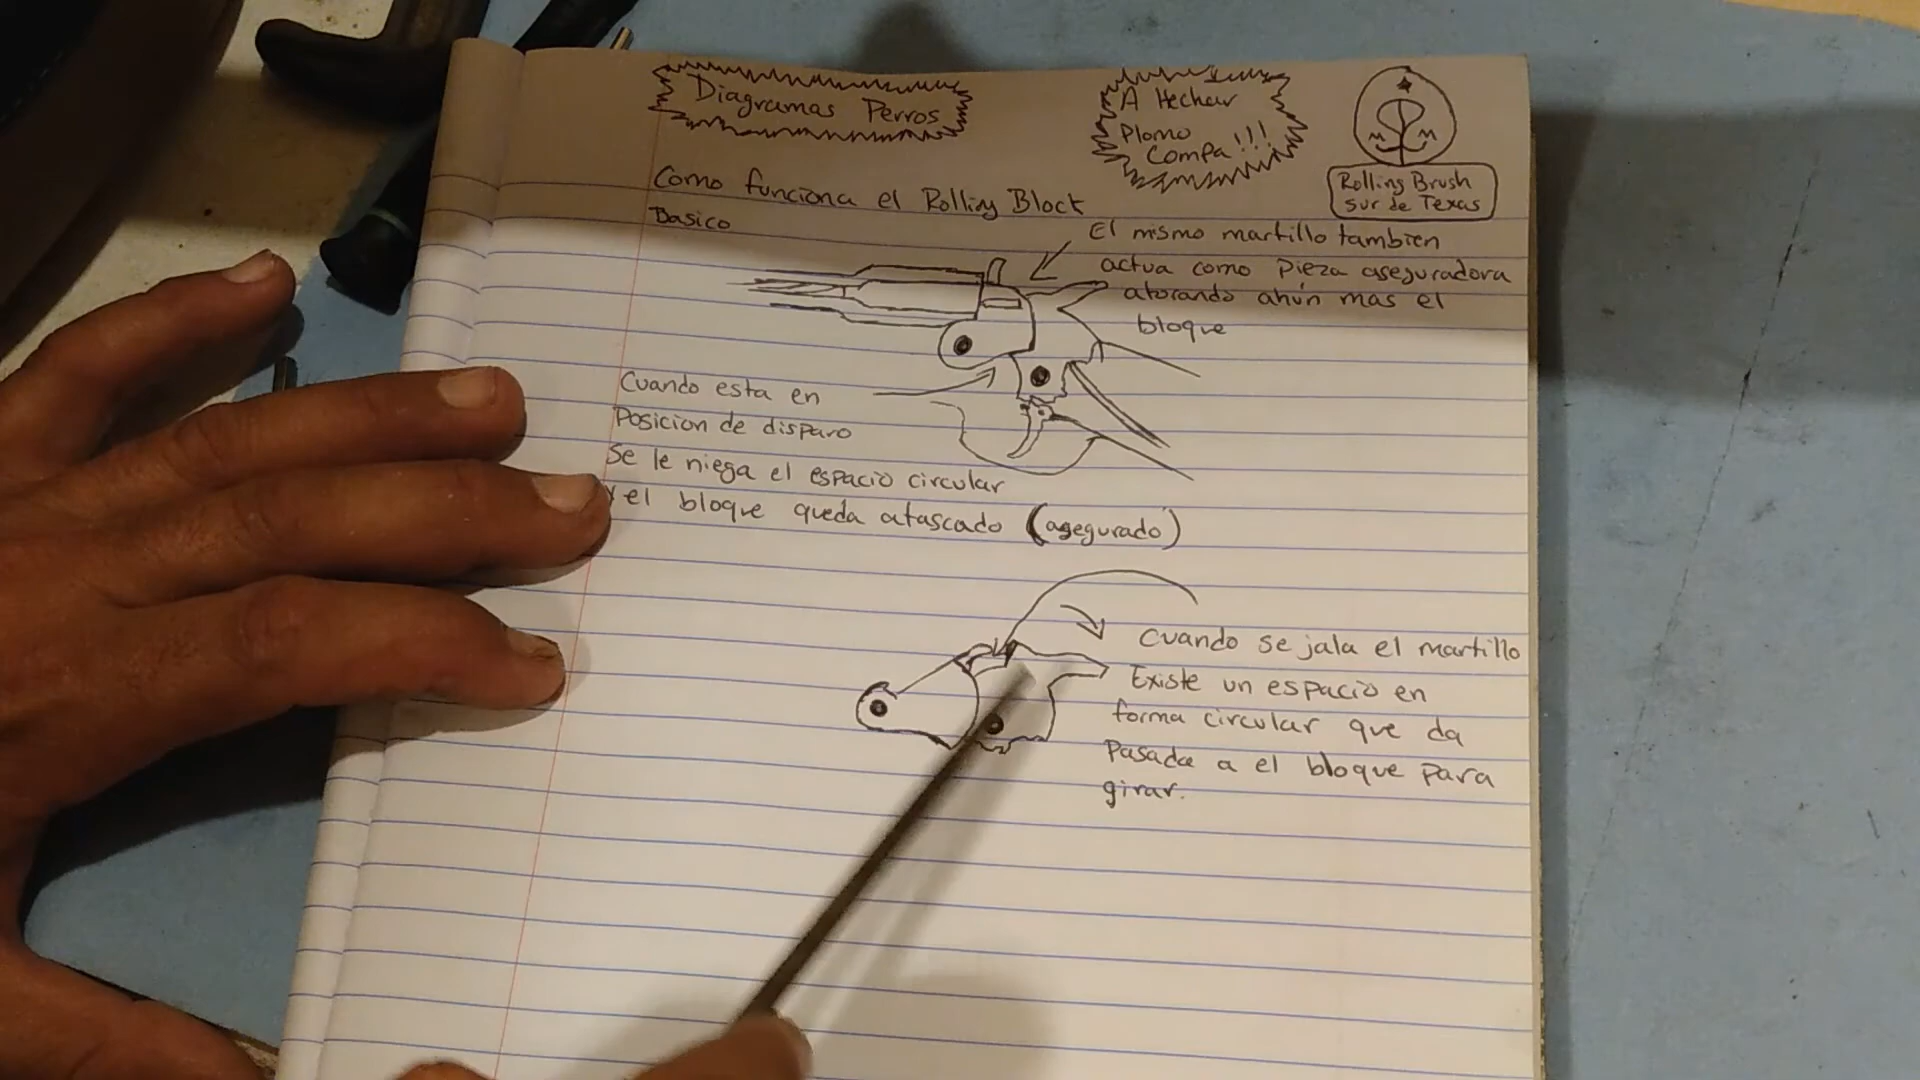 Diagramas Perros
A Hechar
Plomo
Compa!!!
Rolling Brush
Sur de Texas
Como funciona el Rolling Block
Basico
El mismo martillo tambien
actua como Pieza aseguradora
atorando ahún mas el
bloque
Cuando esta en
Posicion de disparo
Se le niega el espacio circular
y el bloque queda atascado (asegurado)
Cuando se jala el martillo
Existe un espacio en
forma circular que da
Pasada a el bloque para
girar.